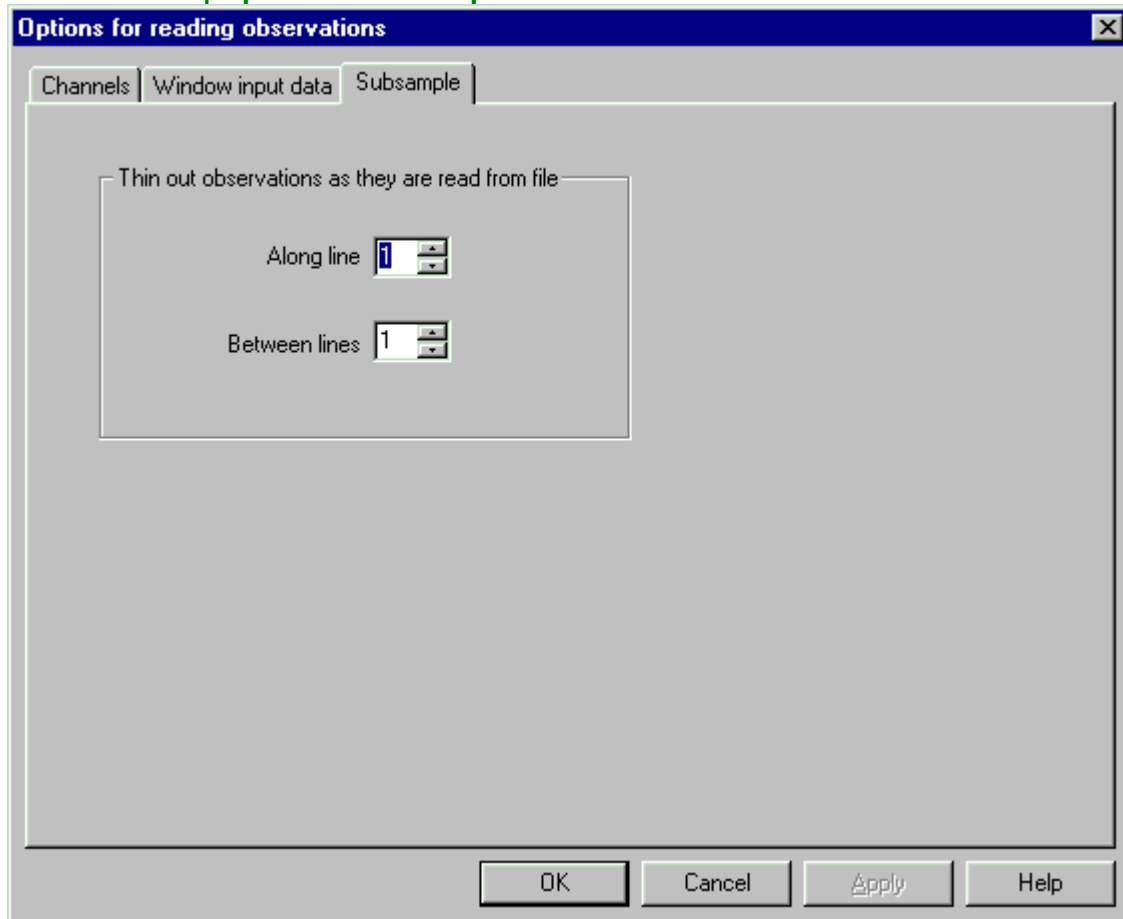 Options for reading observations
Channels Window input data Subsample
Thin out observations as they are read from file
Along line 1
Between lines 1
OK Cancel Apply Help